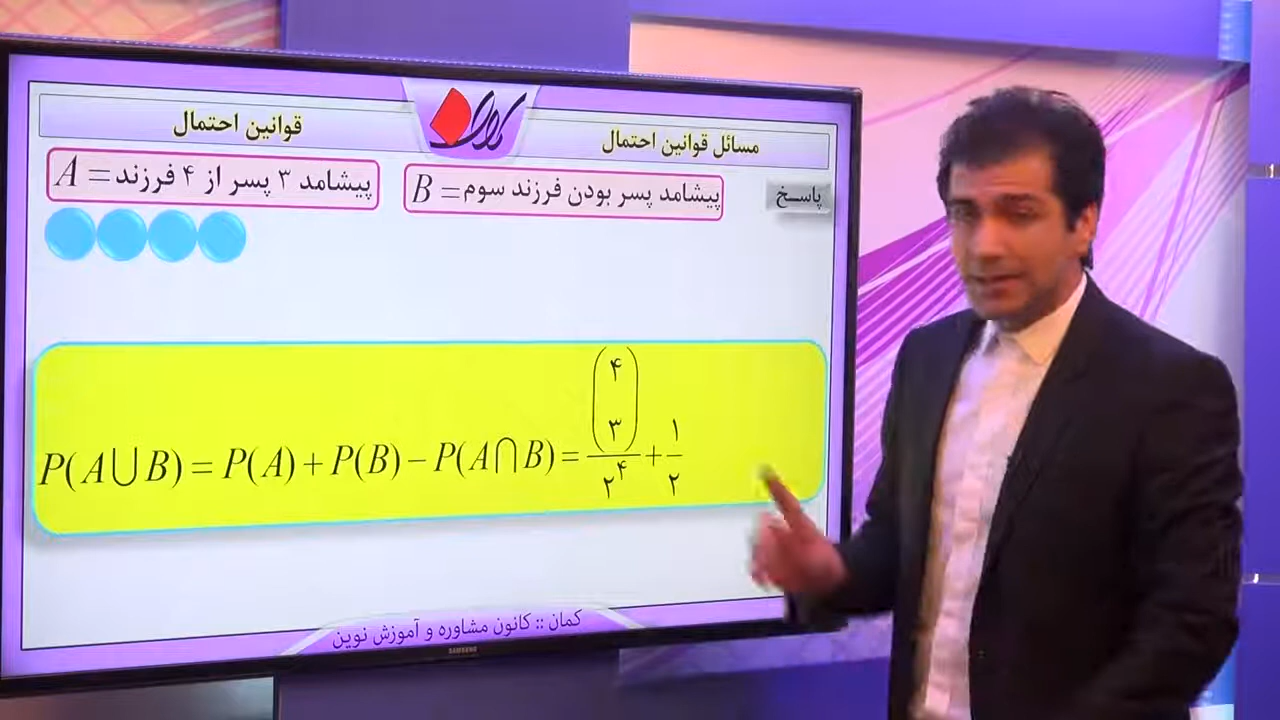 مسائل قوانین احتمال
کمان
قوانین احتمال
پاسخ
پیشامد پسر بودن فرزند سوم = B
پیشامد ۳ پسر از ۴ فرزند = A
P(A∪B) = P(A) + P(B) − P(A∩B) = (۴ ۳) / ۲^۴ + ۱/۲
کمان :: کانون مشاوره و آموزش نوین
SAMSUNG